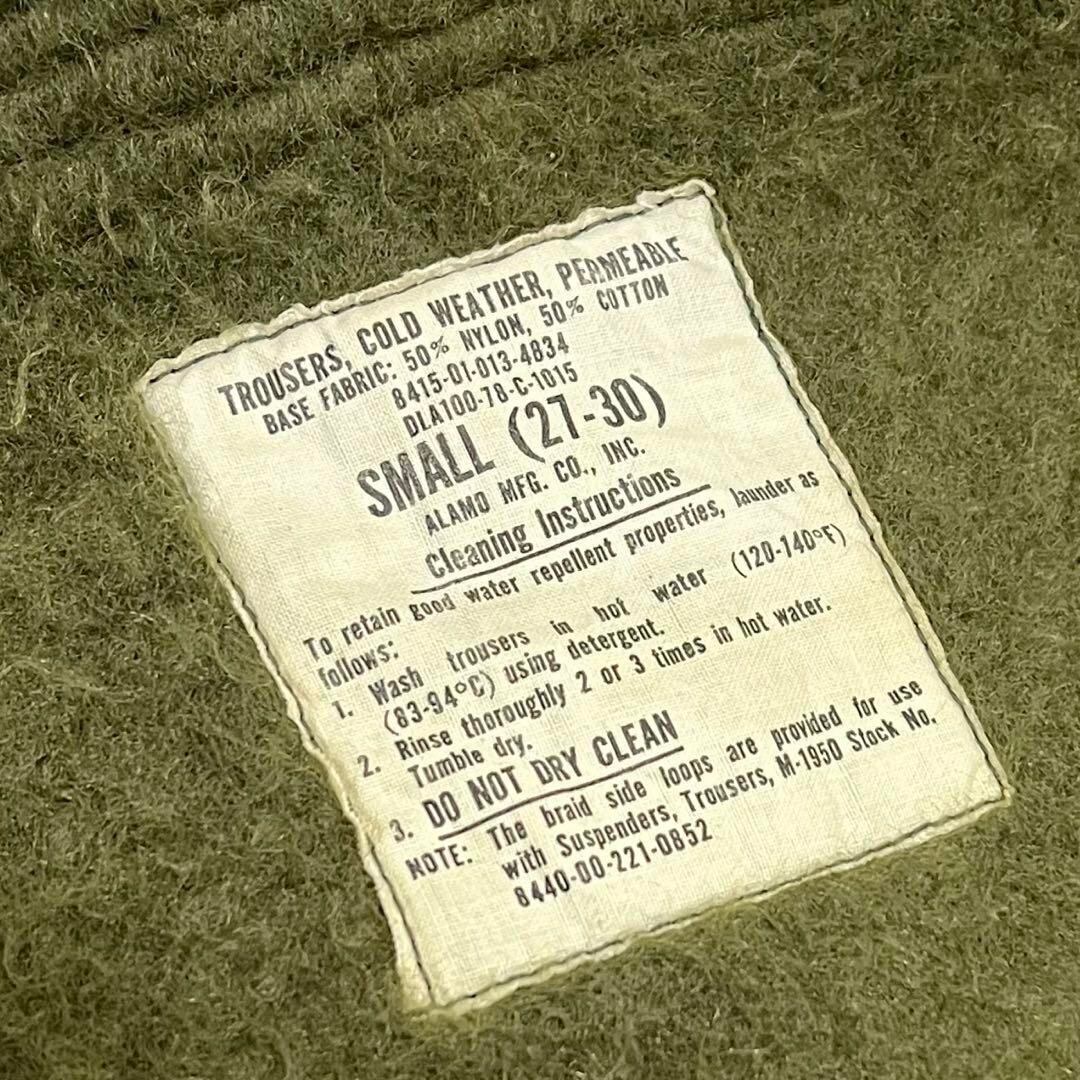 TROUSERS, COLD WEATHER, PERMEABLE
BASE FABRIC: 50% NYLON, 50% COTTON
8415-01-013-4834
DLA100-78-C-1015
SMALL (27-30)
ALAMO MFG. CO., INC.
Cleaning Instructions
To retain good water repellent properties, launder as
follows:
1. Wash trousers in hot water (120-140°F)
(83-94°C) using detergent.
2. Rinse thoroughly 2 or 3 times in hot water.
Tumble dry.
3. DO NOT DRY CLEAN
NOTE: The braid side loops are provided for use
with Suspenders, Trousers, M-1950 Stock No.
8440-00-221-0852